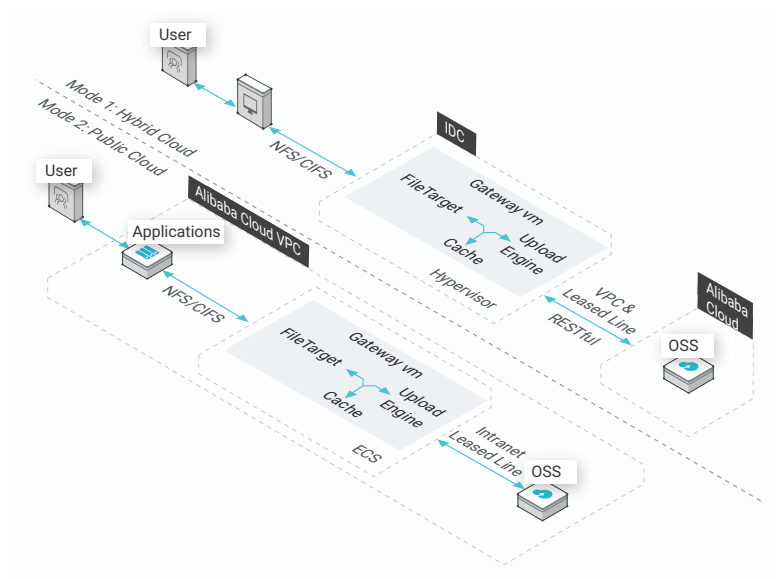 User
Mode 1: Hybrid Cloud
Mode 2: Public Cloud
NFS/CIFS
IDC
Gateway vm
FileTarget
Upload
Engine
Cache
Hypervisor
VPC &
Leased Line
RESTful
Alibaba
Cloud
OSS
User
Applications
Alibaba Cloud VPC
NFS/CIFS
Gateway vm
FileTarget
Upload
Engine
Cache
ECS
Intranet
Leased Line
OSS